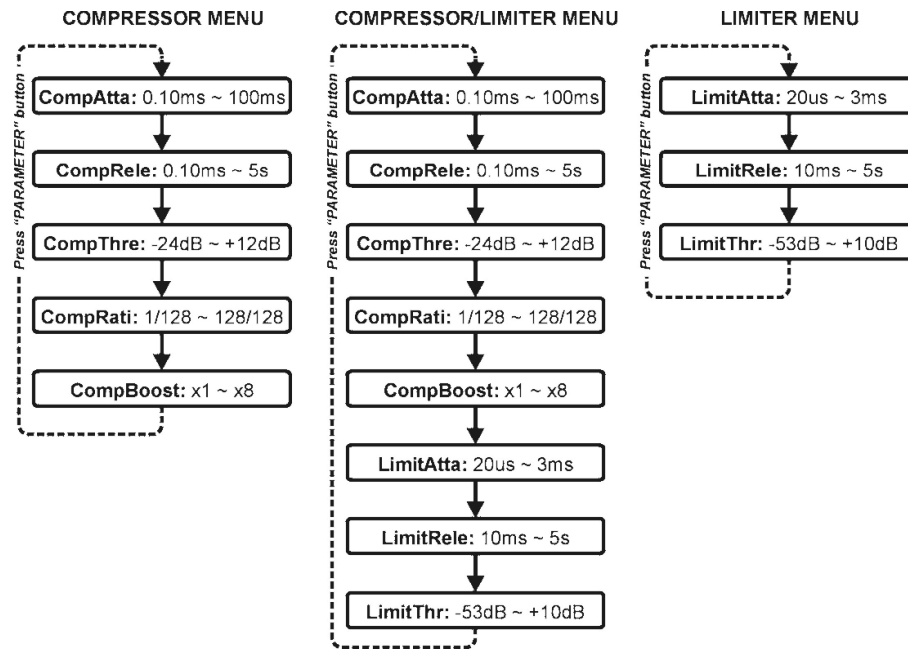 COMPRESSOR MENU
Press “PARAMETER” button
CompAtta: 0.10ms ~ 100ms
CompRele: 0.10ms ~ 5s
CompThre: -24dB ~ +12dB
CompRati: 1/128 ~ 128/128
CompBoost: x1 ~ x8
COMPRESSOR/LIMITER MENU
Press “PARAMETER” button
CompAtta: 0.10ms ~ 100ms
CompRele: 0.10ms ~ 5s
CompThre: -24dB ~ +12dB
CompRati: 1/128 ~ 128/128
CompBoost: x1 ~ x8
LimitAtta: 20us ~ 3ms
LimitRele: 10ms ~ 5s
LimitThr: -53dB ~ +10dB
LIMITER MENU
Press “PARAMETER” button
LimitAtta: 20us ~ 3ms
LimitRele: 10ms ~ 5s
LimitThr: -53dB ~ +10dB